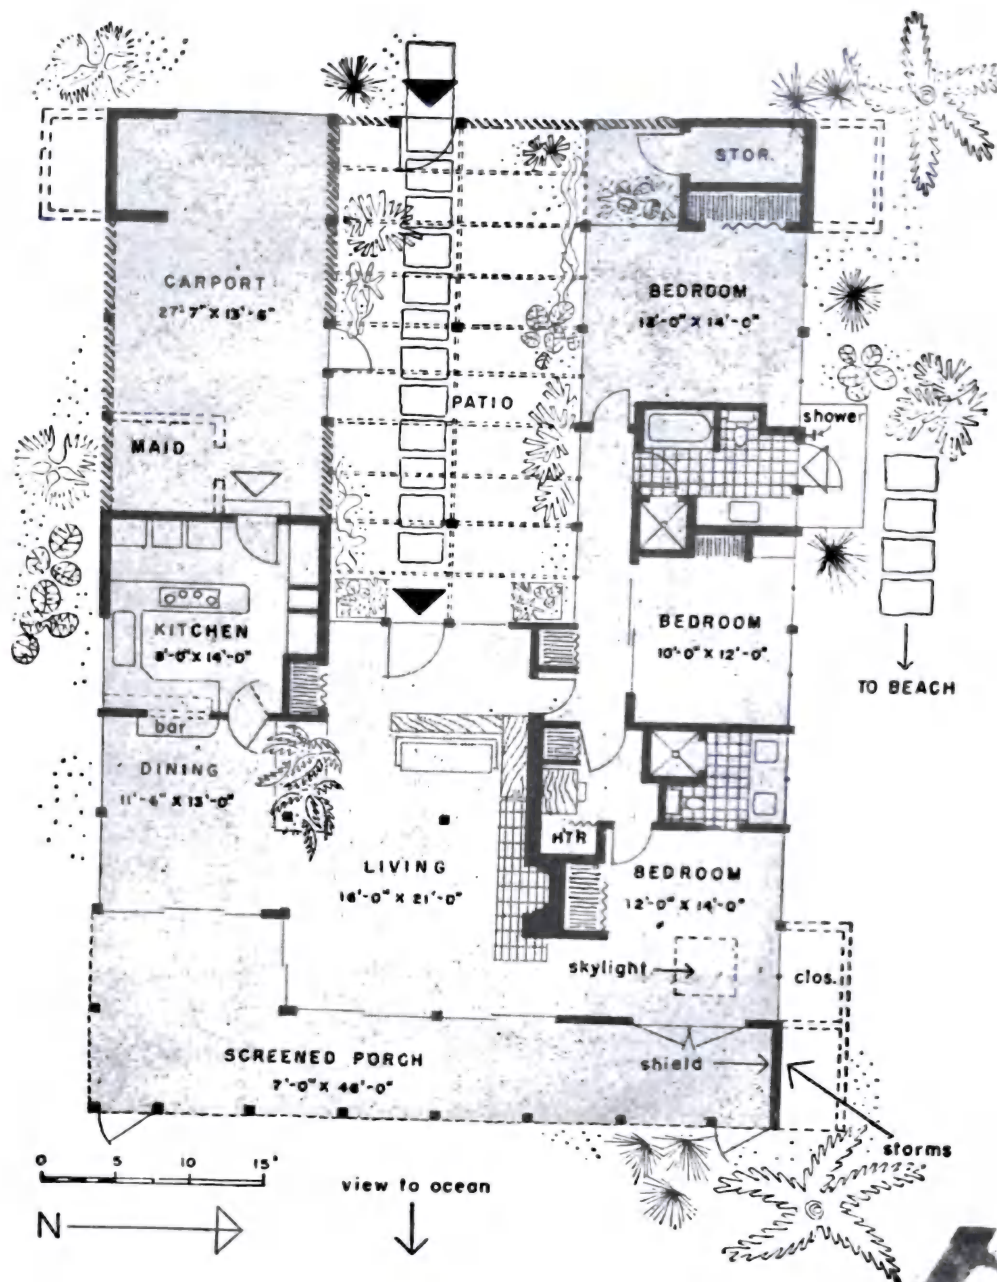 STOR.
CARPORT
27'-7" X 13'-6"
BEDROOM
12'-0" X 14'-0"
PATIO
shower
MAID
KITCHEN
8'-0" X 14'-0"
BEDROOM
10'-0" X 12'-0"
TO BEACH
bar
DINING
11'-6" X 13'-0"
HTR
LIVING
16'-0" X 21'-0"
BEDROOM
12'-0" X 14'-0"
skylight
clos.
SCREENED PORCH
7'-0" X 46'-0"
shield
storms
0 5 10 15'
view to ocean
N